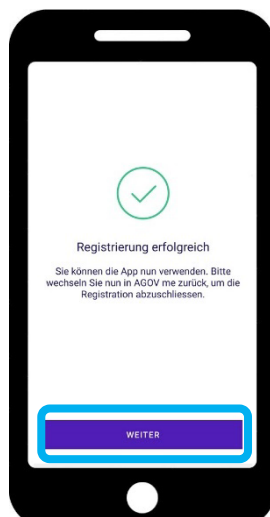 Registrierung erfolgreich
Sie können die App nun verwenden. Bitte
wechseln Sie nun in AGOV me zurück, um die
Registration abzuschliessen.
WEITER